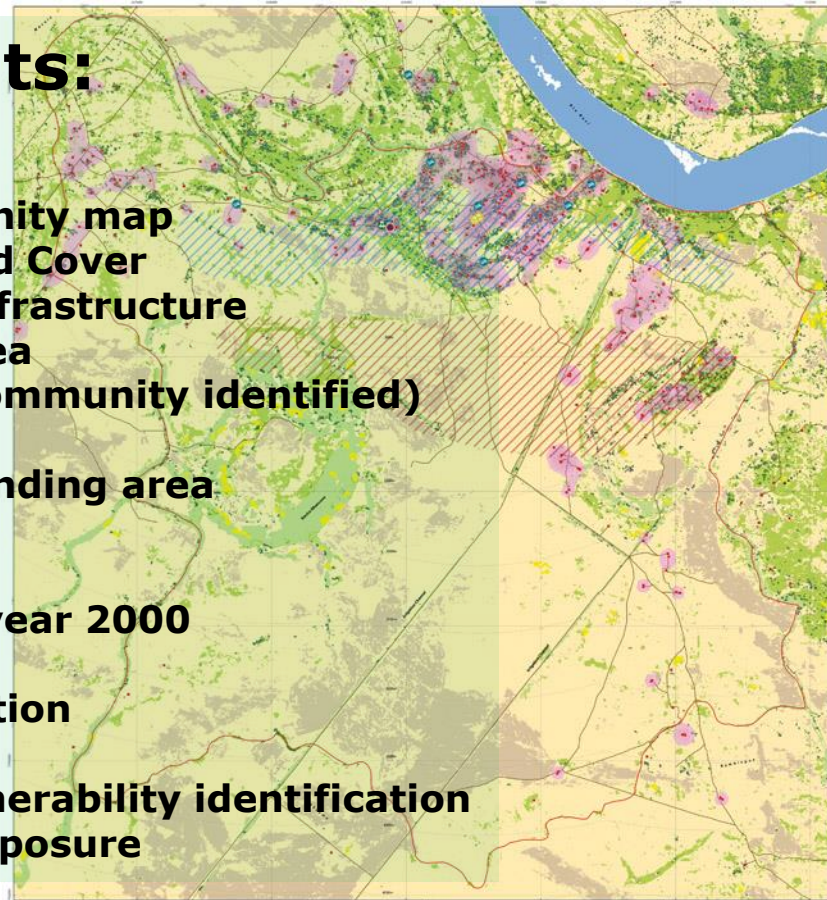 ts:
nity map
d Cover
frastructure
ea
ommunity identified)
nding area
year 2000
tion
nerability identification
posure